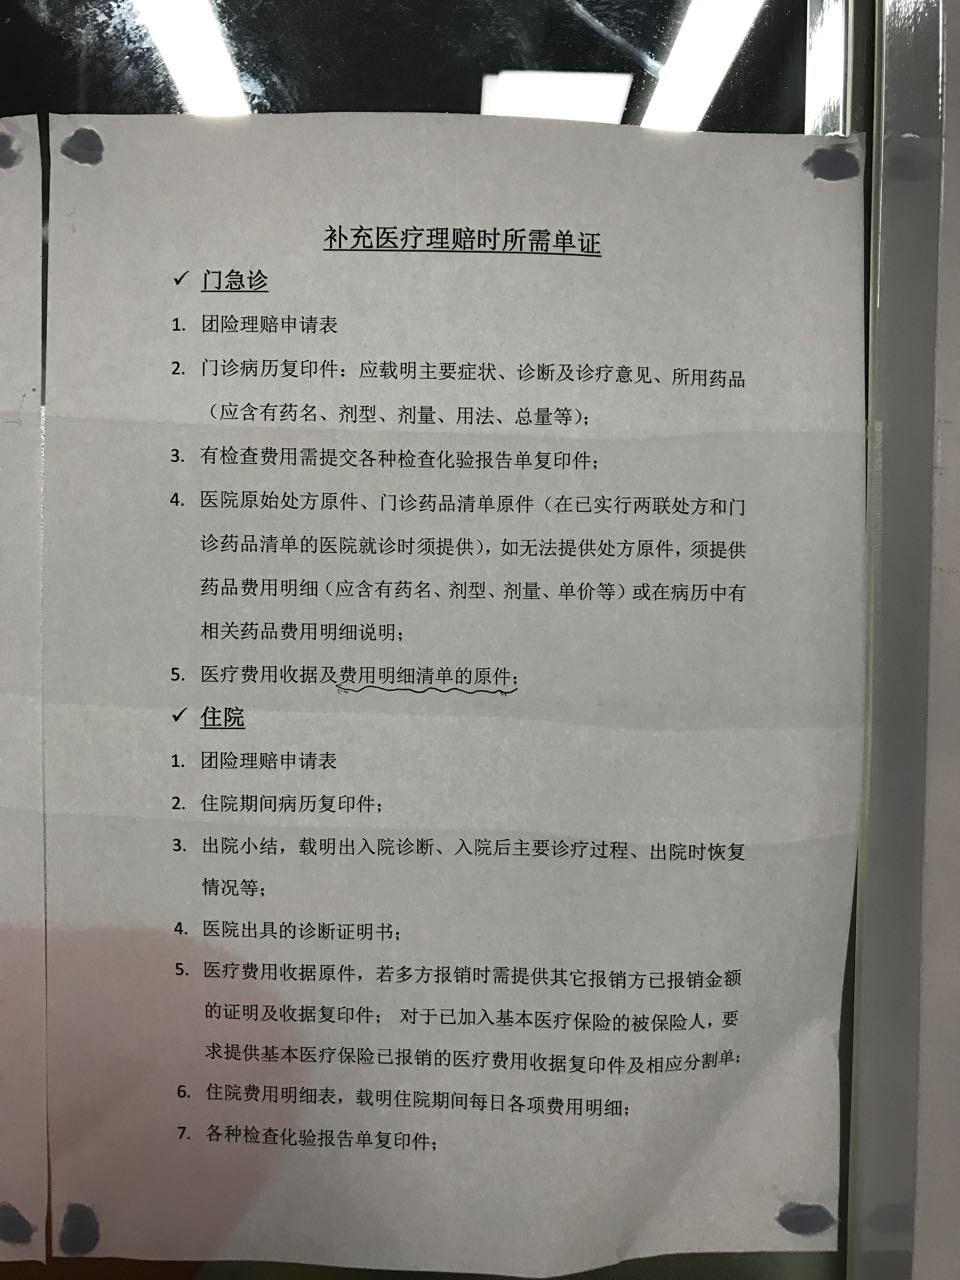 补充医疗理赔时所需单证
✓ 门急诊
1. 团险理赔申请表
2. 门诊病历复印件：应载明主要症状、诊断及诊疗意见、所用药品
（应含有药名、剂型、剂量、用法、总量等）；
3. 有检查费用需提交各种检查化验报告单复印件；
4. 医院原始处方原件、门诊药品清单原件（在已实行两联处方和门
诊药品清单的医院就诊时须提供），如无法提供处方原件，须提供
药品费用明细（应含有药名、剂型、剂量、单价等）或在病历中有
相关药品费用明细说明；
5. 医疗费用收据及费用明细清单的原件；
✓ 住院
1. 团险理赔申请表
2. 住院期间病历复印件；
3. 出院小结，载明出入院诊断、入院后主要诊疗过程、出院时恢复
情况等；
4. 医院出具的诊断证明书；
5. 医疗费用收据原件，若多方报销时需提供其它报销方已报销金额
的证明及收据复印件； 对于已加入基本医疗保险的被保险人，要
求提供基本医疗保险已报销的医疗费用收据复印件及相应分割单；
6. 住院费用明细表，载明住院期间每日各项费用明细；
7. 各种检查化验报告单复印件；